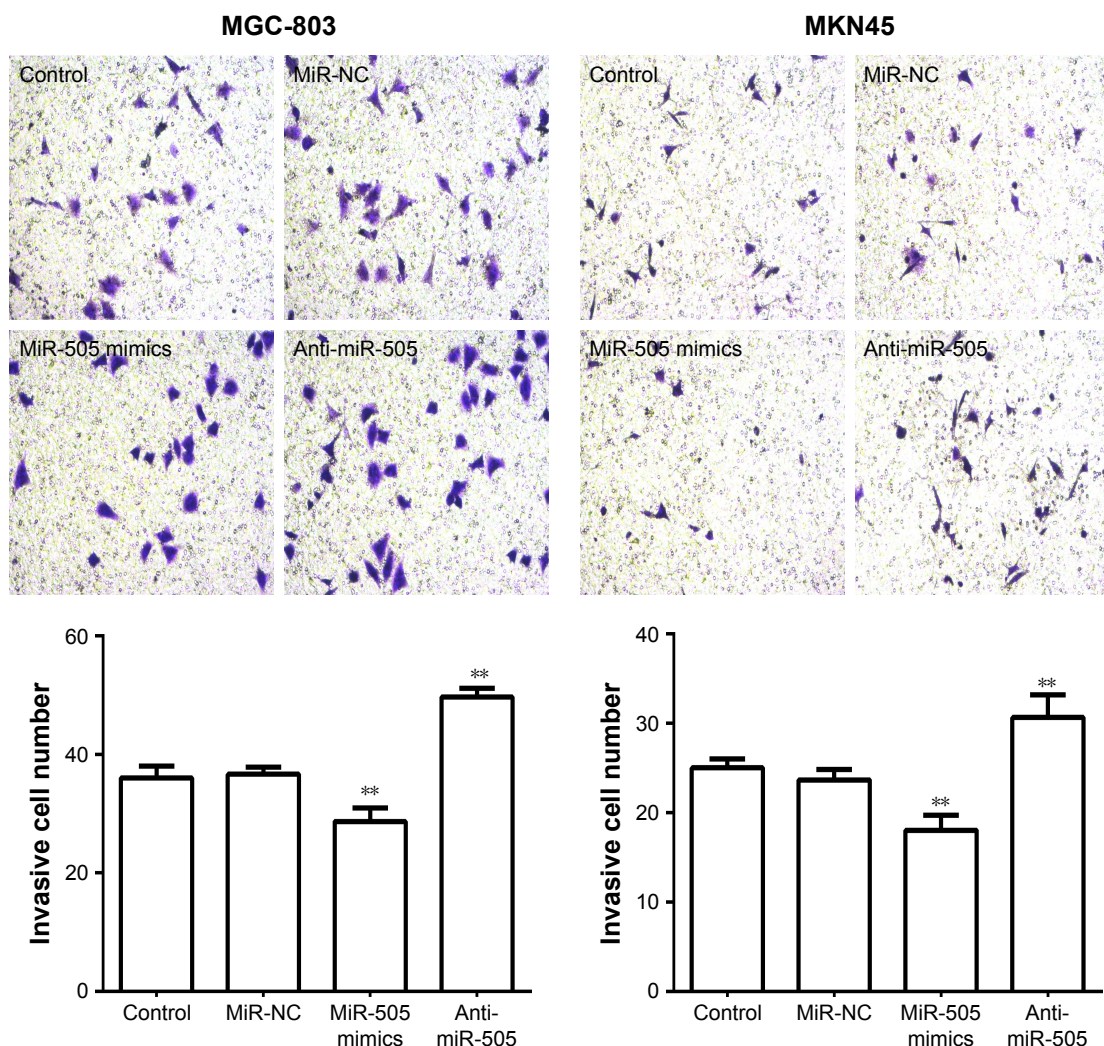 MGC-803
MKN45
Control
MiR-NC
Control
MiR-NC
MiR-505 mimics
Anti-miR-505
MiR-505 mimics
Anti-miR-505
Invasive cell number
60
40
20
0
**
**
Control
MiR-NC
MiR-505
mimics
Anti-
miR-505
Invasive cell number
40
30
20
10
0
**
**
Control
MiR-NC
MiR-505
mimics
Anti-
miR-505